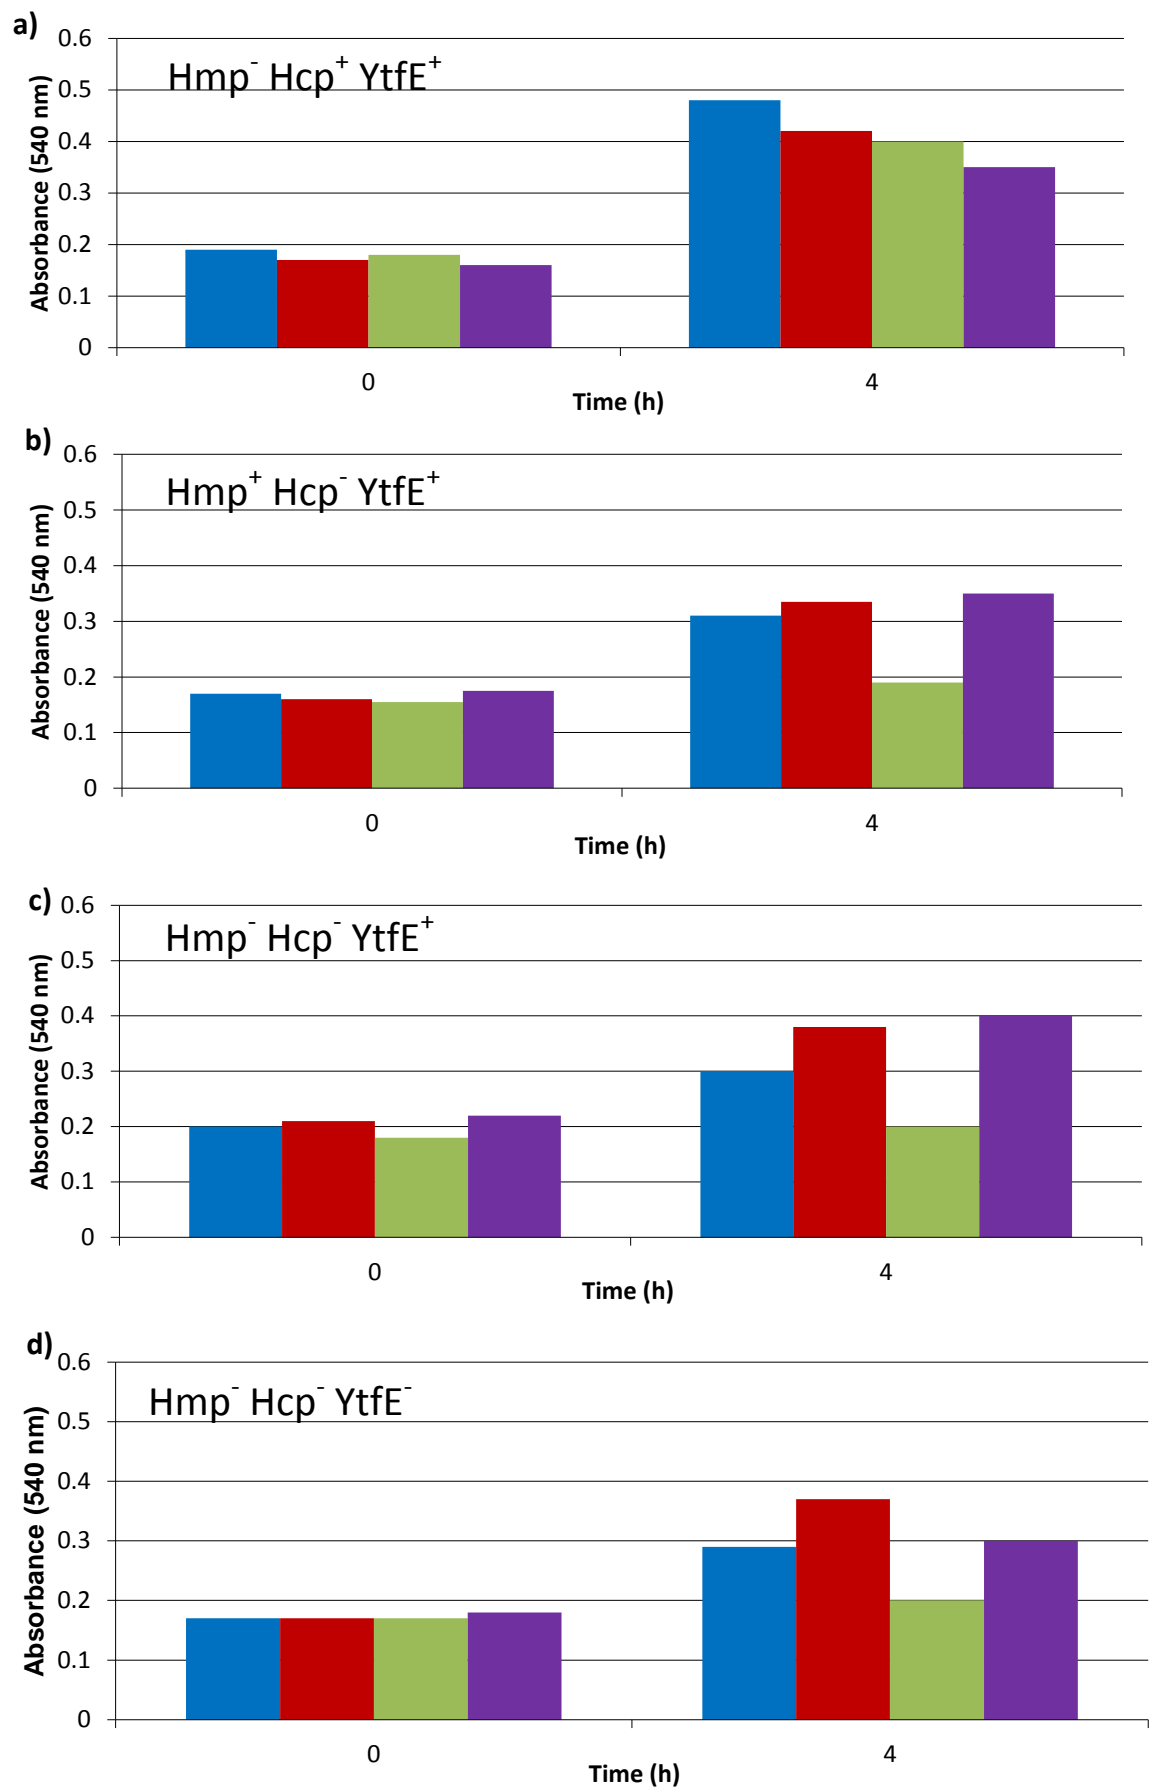 a)
Hmp⁻ Hcp⁺ YtfE⁺
Absorbance (540 nm)
0.6
0.5
0.4
0.3
0.2
0.1
0
0 4
Time (h)
b)
Hmp⁺ Hcp⁻ YtfE⁺
Absorbance (540 nm)
0.6
0.5
0.4
0.3
0.2
0.1
0
0 4
Time (h)
c)
Hmp⁻ Hcp⁻ YtfE⁺
Absorbance (540 nm)
0.6
0.5
0.4
0.3
0.2
0.1
0
0 4
Time (h)
d)
Hmp⁻ Hcp⁻ YtfE⁻
Absorbance (540 nm)
0.6
0.5
0.4
0.3
0.2
0.1
0
0 4
Time (h)